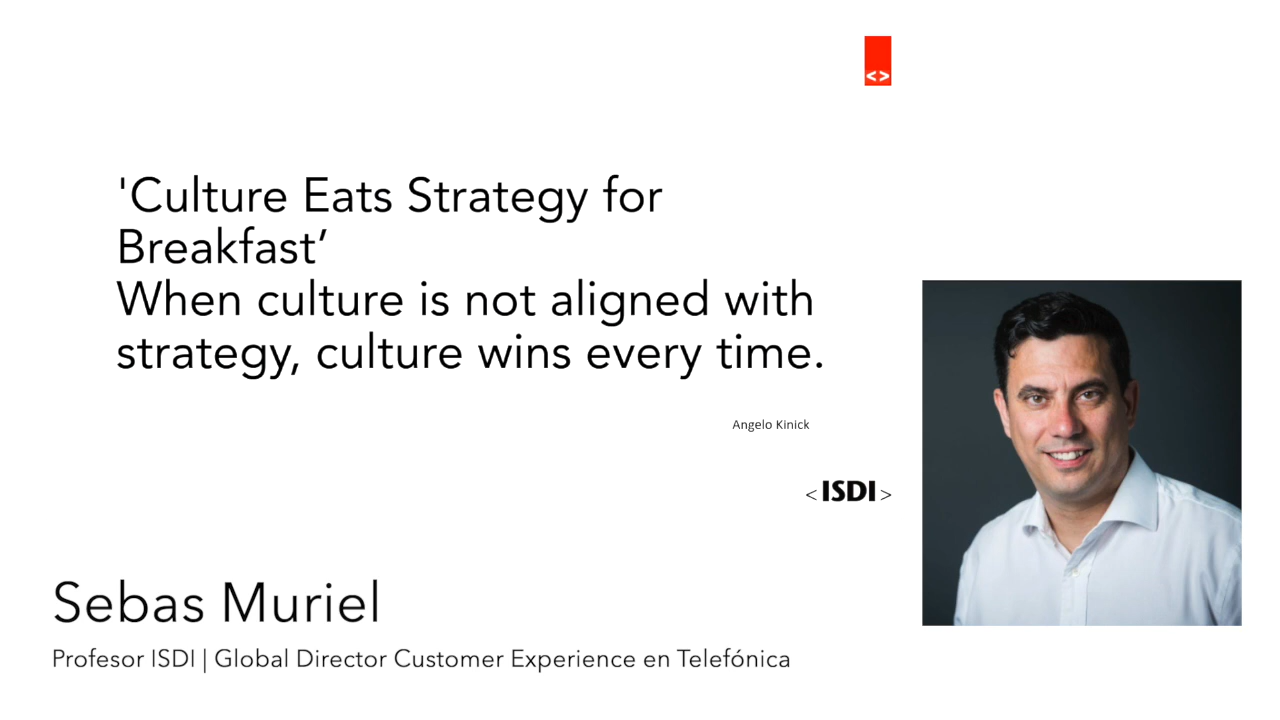 <>
'Culture Eats Strategy for
Breakfast’
When culture is not aligned with
strategy, culture wins every time.
Angelo Kinick
<ISDI>
Sebas Muriel
Profesor ISDI | Global Director Customer Experience en Telefónica